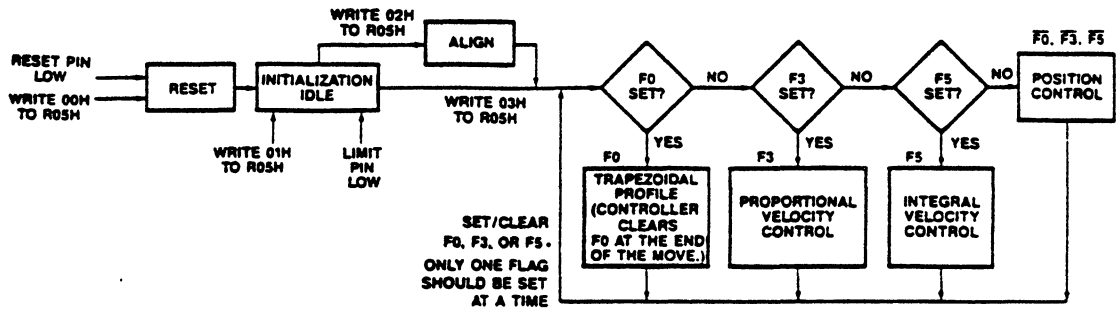 RESET PIN
LOW
WRITE 00H
TO R05H
RESET
INITIALIZATION
IDLE
WRITE 01H
TO R05H
LIMIT
PIN
LOW
WRITE 02H
TO R05H
ALIGN
WRITE 03H
TO R05H
F0
SET?
NO
YES
F3
SET?
NO
YES
F5
SET?
NO
YES
F0, F3, F5
POSITION
CONTROL
F0
TRAPEZOIDAL
PROFILE
(CONTROLLER
CLEARS
F0 AT THE END
OF THE MOVE.)
F3
PROPORTIONAL
VELOCITY
CONTROL
F5
INTEGRAL
VELOCITY
CONTROL
SET/CLEAR
F0, F3, OR F5.
ONLY ONE FLAG
SHOULD BE SET
AT A TIME